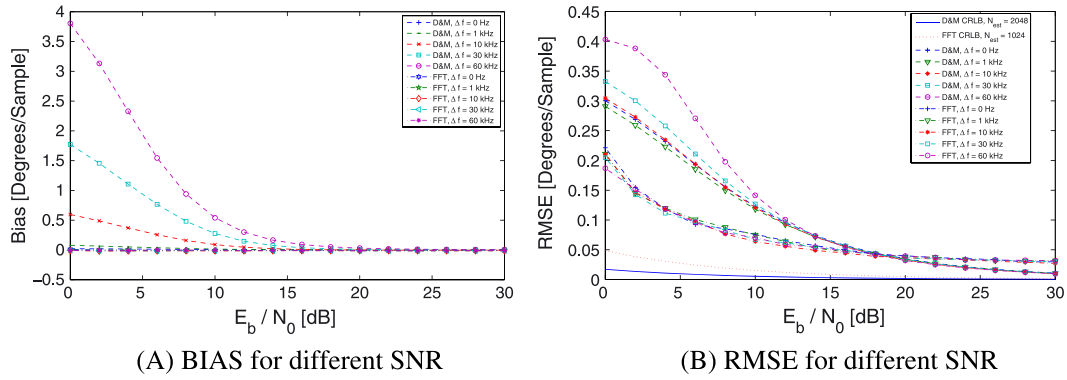 4
3.5
3
2.5
2
1.5
1
0.5
0
−0.5
0 5 10 15 20 25 30
Bias [Degrees/Sample]
E_b / N_0 [dB]
D&M, Δ f = 0 Hz
D&M, Δ f = 1 kHz
D&M, Δ f = 10 kHz
D&M, Δ f = 30 kHz
D&M, Δ f = 60 kHz
FFT, Δ f = 0 Hz
FFT, Δ f = 1 kHz
FFT, Δ f = 10 kHz
FFT, Δ f = 30 kHz
FFT, Δ f = 60 kHz
(A) BIAS for different SNR
0.45
0.4
0.35
0.3
0.25
0.2
0.15
0.1
0.05
0
0 5 10 15 20 25 30
RMSE [Degrees/Sample]
E_b / N_0 [dB]
D&M CRLB, N_est = 2048
FFT CRLB, N_est = 1024
D&M, Δ f = 0 Hz
D&M, Δ f = 1 kHz
D&M, Δ f = 10 kHz
D&M, Δ f = 30 kHz
D&M, Δ f = 60 kHz
FFT, Δ f = 0 Hz
FFT, Δ f = 1 kHz
FFT, Δ f = 10 kHz
FFT, Δ f = 30 kHz
FFT, Δ f = 60 kHz
(B) RMSE for different SNR